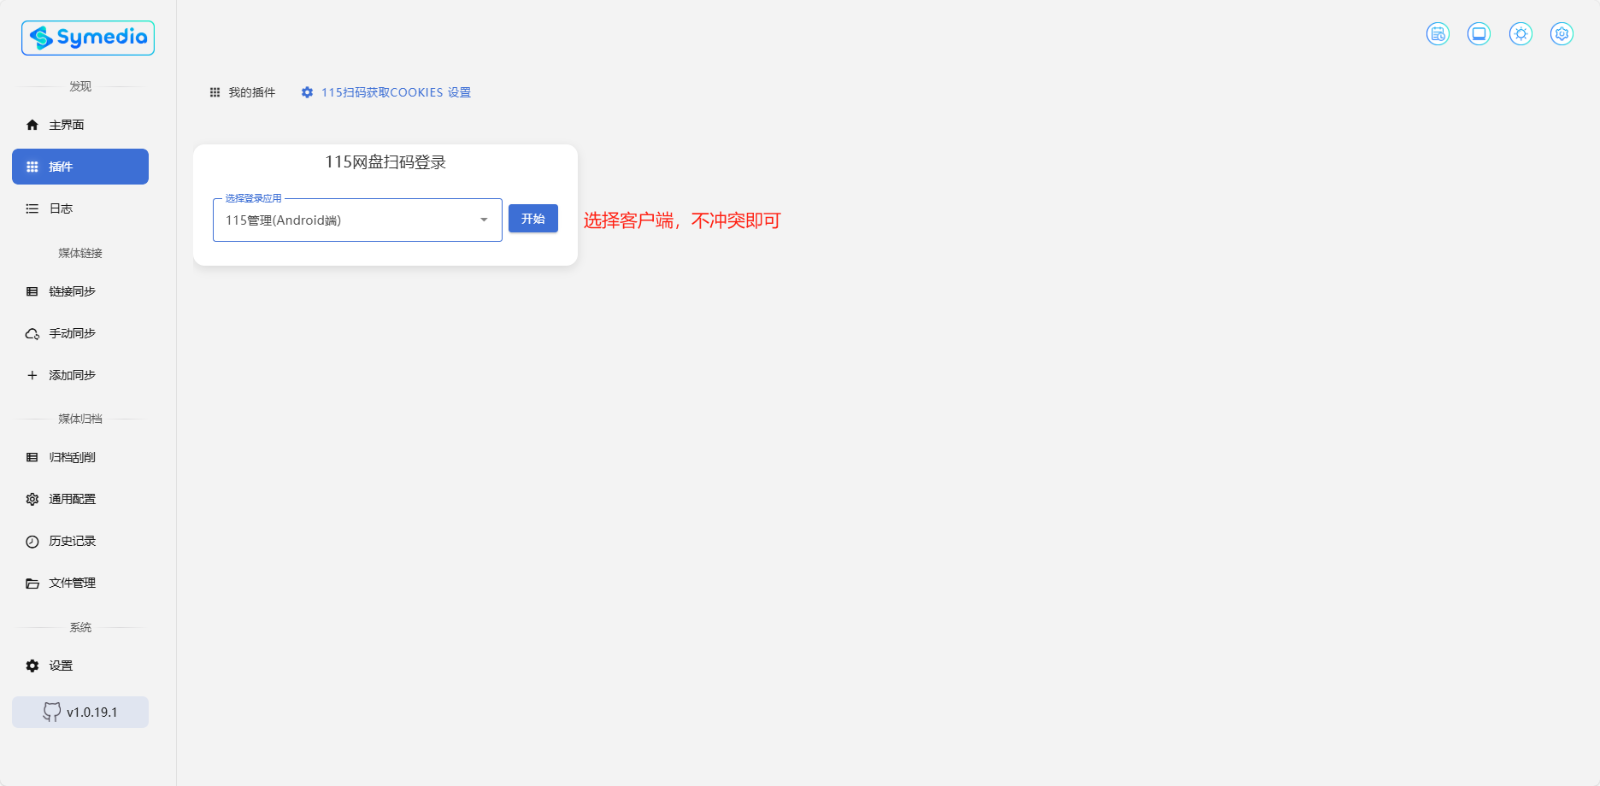 Symedia
发现
主界面
插件
日志
媒体链接
链接同步
手动同步
添加同步
媒体归档
归档刮削
通用配置
历史记录
文件管理
系统
设置
v1.0.19.1
我的插件
115扫码获取COOKIES 设置
115网盘扫码登录
选择登录应用
115管理(Android端)
开始
选择客户端，不冲突即可